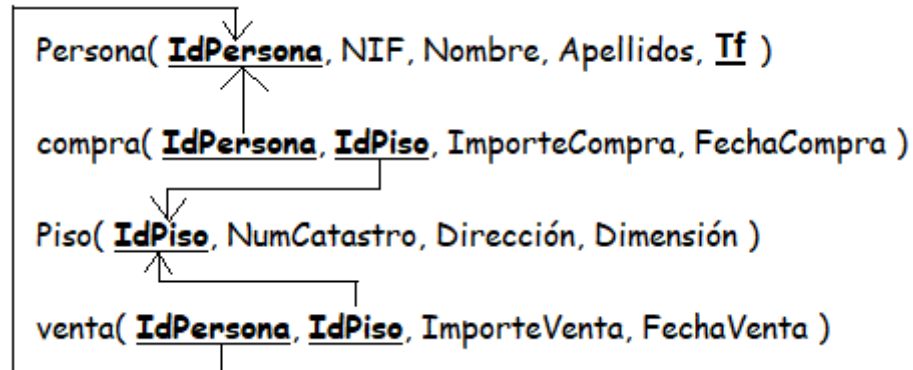 Persona( IdPersona, NIF, Nombre, Apellidos, Tf )
compra( IdPersona, IdPiso, ImporteCompra, FechaCompra )
Piso( IdPiso, NumCatastro, Dirección, Dimensión )
venta( IdPersona, IdPiso, ImporteVenta, FechaVenta )